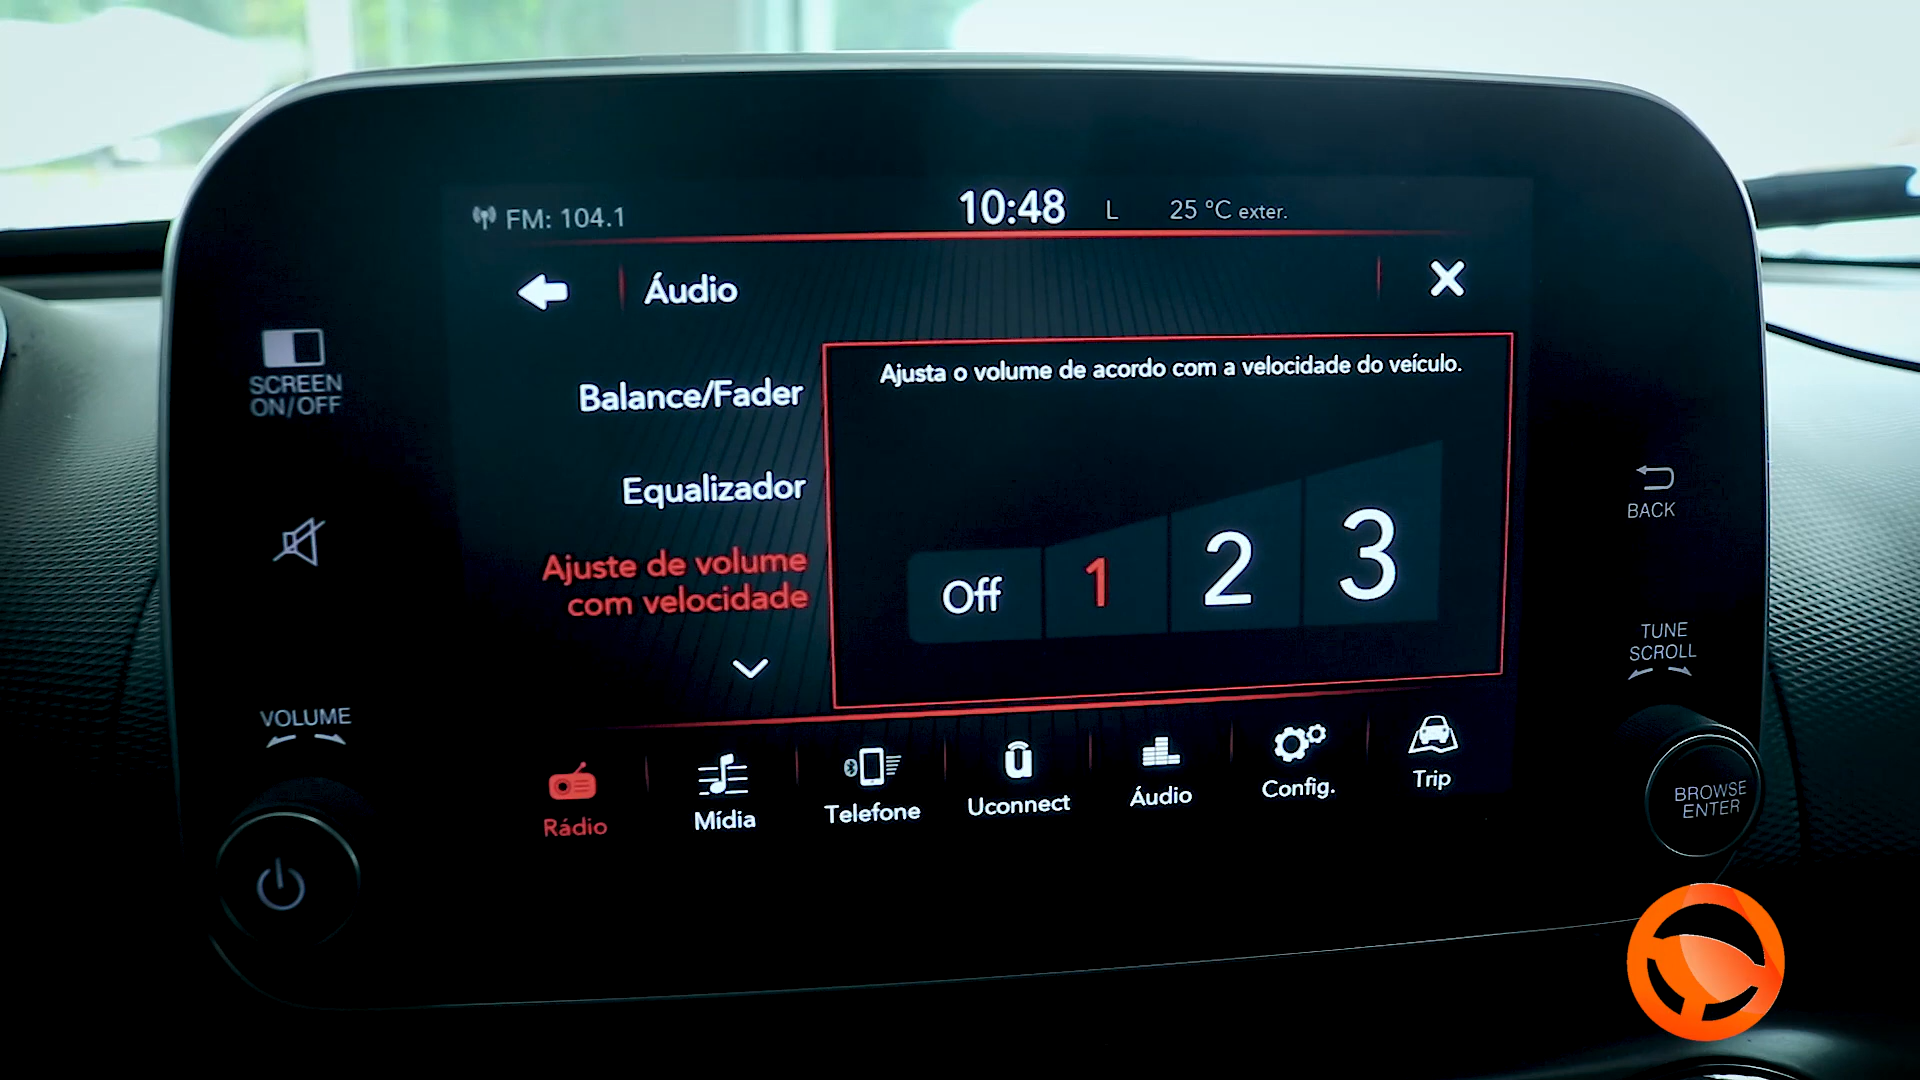 FM: 104.1
10:48
L
25 °C exter.
Áudio
SCREEN
ON/OFF
Balance/Fader
Equalizador
Ajuste de volume
com velocidade
Ajusta o volume de acordo com a velocidade do veículo.
Off
1
2
3
BACK
TUNE
SCROLL
VOLUME
Rádio
Mídia
Telefone
Uconnect
Áudio
Config.
Trip
BROWSE
ENTER